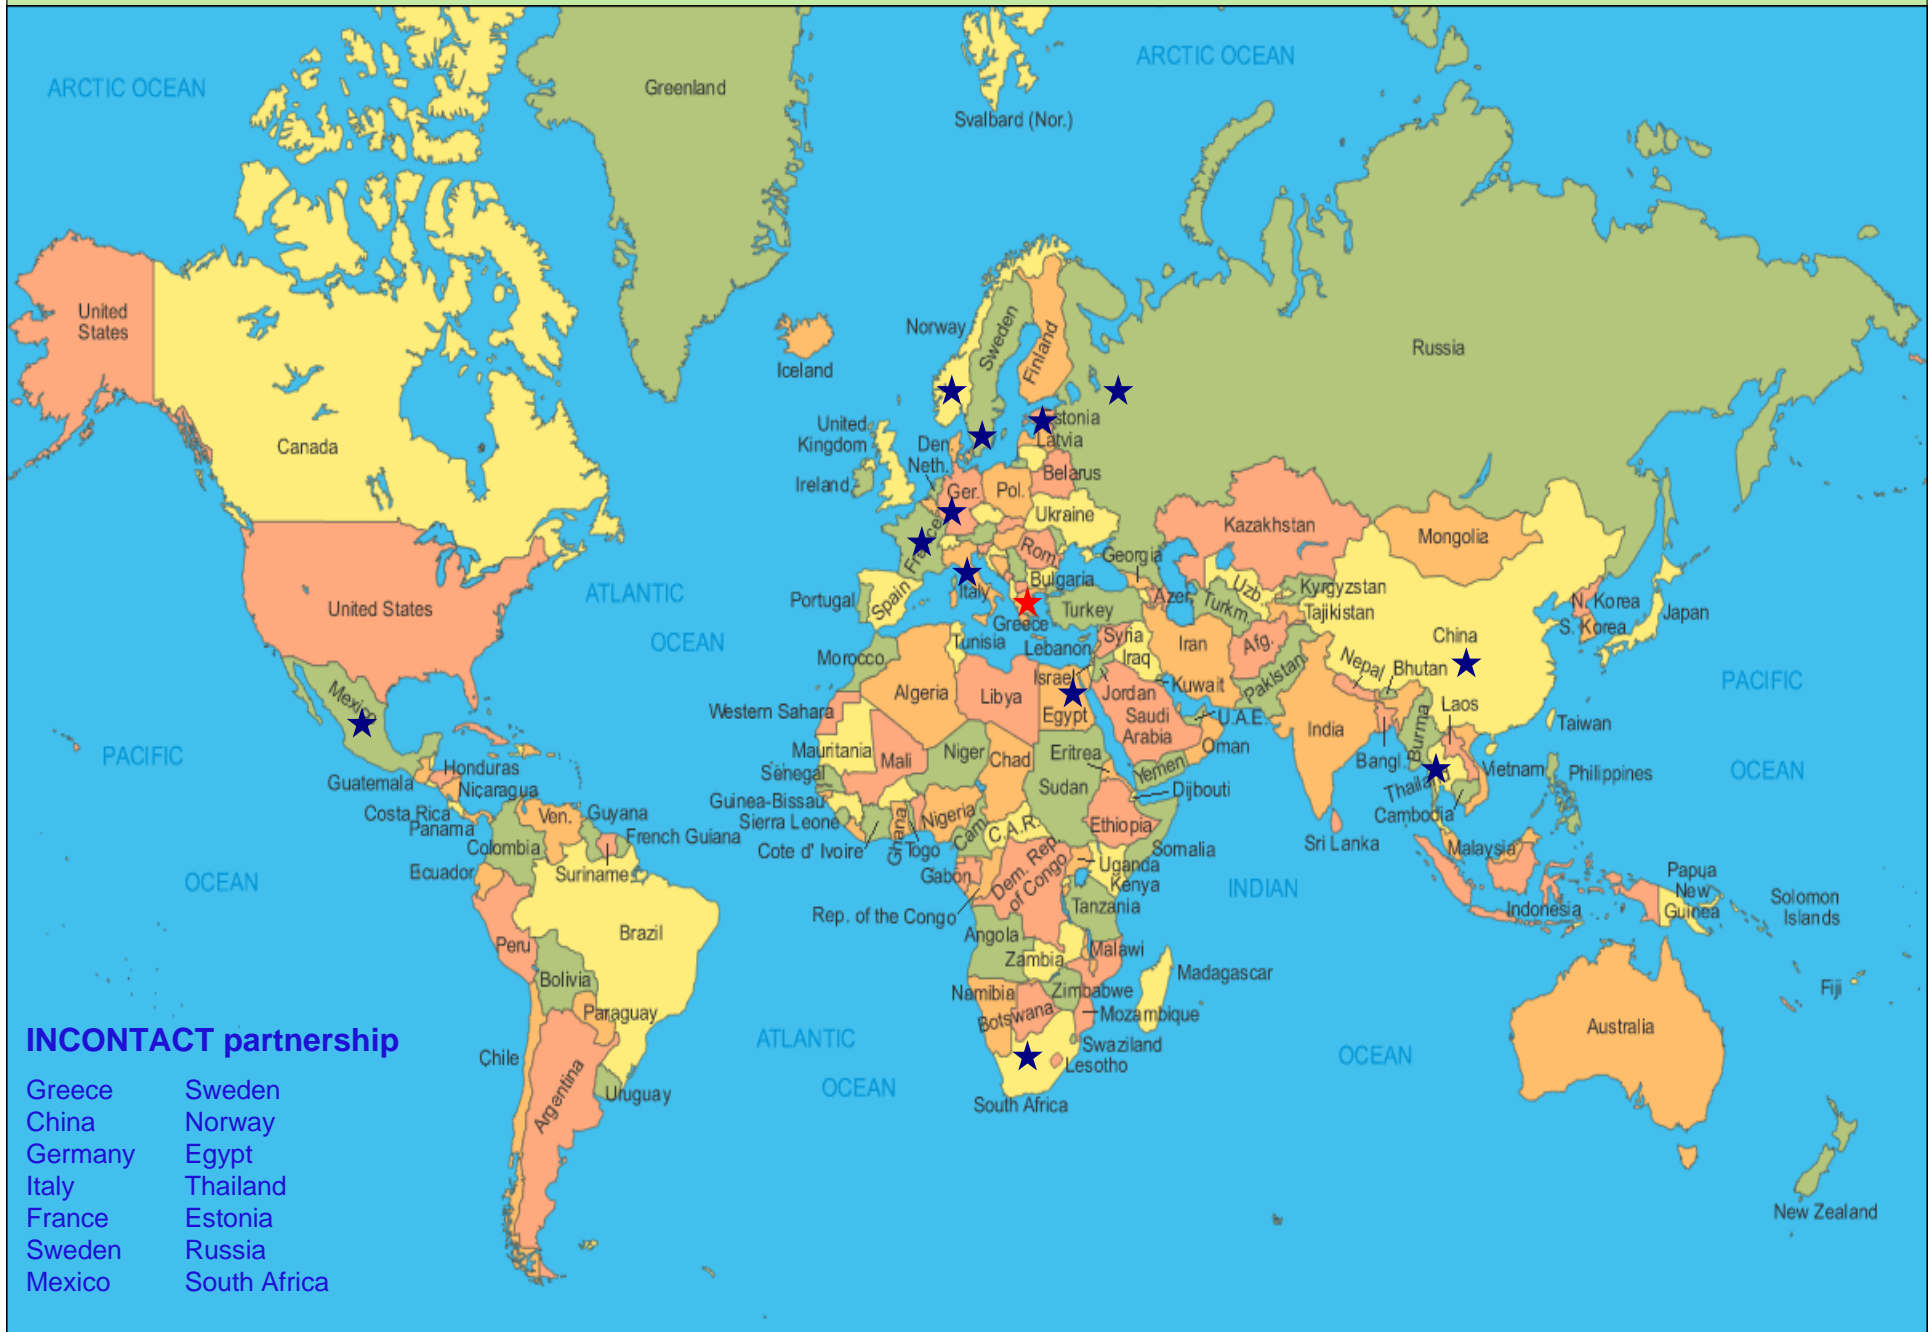 ARCTIC OCEAN
ARCTIC OCEAN
Greenland
Svalbard (Nor.)
United
States
Canada
Iceland
Norway
Sweden
Finland
Russia
United
Kingdom
Ireland
Den.
Neth.
Estonia
Latvia
Belarus
Ger.
Pol.
Ukraine
France
Rom.
Bulgaria
Italy
Spain
Portugal
Greece
Turkey
Georgia
Azer.
Kazakhstan
Uzb.
Turkm.
Kyrgyzstan
Tajikistan
Mongolia
China
N. Korea
S. Korea
Japan
United States
ATLANTIC
OCEAN
Mexico
PACIFIC
OCEAN
Guatemala
Honduras
Nicaragua
Costa Rica
Panama
Ven.
Guyana
French Guiana
Colombia
Suriname
Ecuador
Peru
Brazil
Bolivia
Paraguay
Chile
Argentina
Uruguay
Morocco
Tunisia
Algeria
Libya
Egypt
Western Sahara
Mauritania
Mali
Niger
Chad
Sudan
Eritrea
Senegal
Guinea-Bissau
Sierra Leone
Cote d' Ivoire
Ghana
Togo
Nigeria
Cam.
C.A.R.
Ethiopia
Djibouti
Somalia
Gabon
Rep. of the Congo
Dem. Rep.
of Congo
Uganda
Kenya
Tanzania
Angola
Zambia
Malawi
Namibia
Botswana
Zimbabwe
Mozambique
Swaziland
Lesotho
South Africa
Madagascar
Lebanon
Syria
Israel
Iraq
Jordan
Kuwait
Iran
Afg.
Pakistan
Saudi
Arabia
U.A.E.
Oman
Yemen
India
Nepal
Bhutan
Bangl.
Burma
Laos
Thailand
Vietnam
Cambodia
Sri Lanka
Malaysia
Indonesia
Taiwan
Philippines
PACIFIC
OCEAN
Papua
New
Guinea
Solomon
Islands
Fiji
Australia
New Zealand
INDIAN
OCEAN
ATLANTIC
OCEAN
INCONTACT partnership
Greece Sweden
China Norway
Germany Egypt
Italy Thailand
France Estonia
Sweden Russia
Mexico South Africa